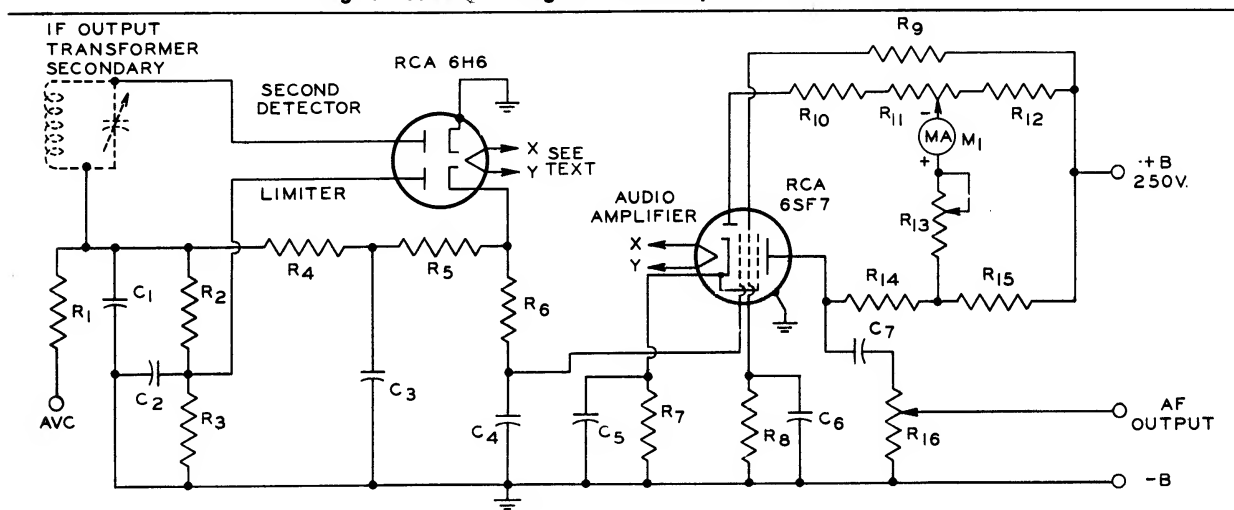 IF OUTPUT
TRANSFORMER
SECONDARY
SECOND
DETECTOR
RCA 6H6
LIMITER
X SEE
Y TEXT
AUDIO
AMPLIFIER
RCA
6SF7
X
Y
R9
R10
R11
R12
-
MA M1
+
R13
+B
250V.
R14
R15
R1
C1
R2
R4
R5
R6
C2
R3
C3
C4
C5
R7
R8
C6
C7
R16
AVC
AF
OUTPUT
-B